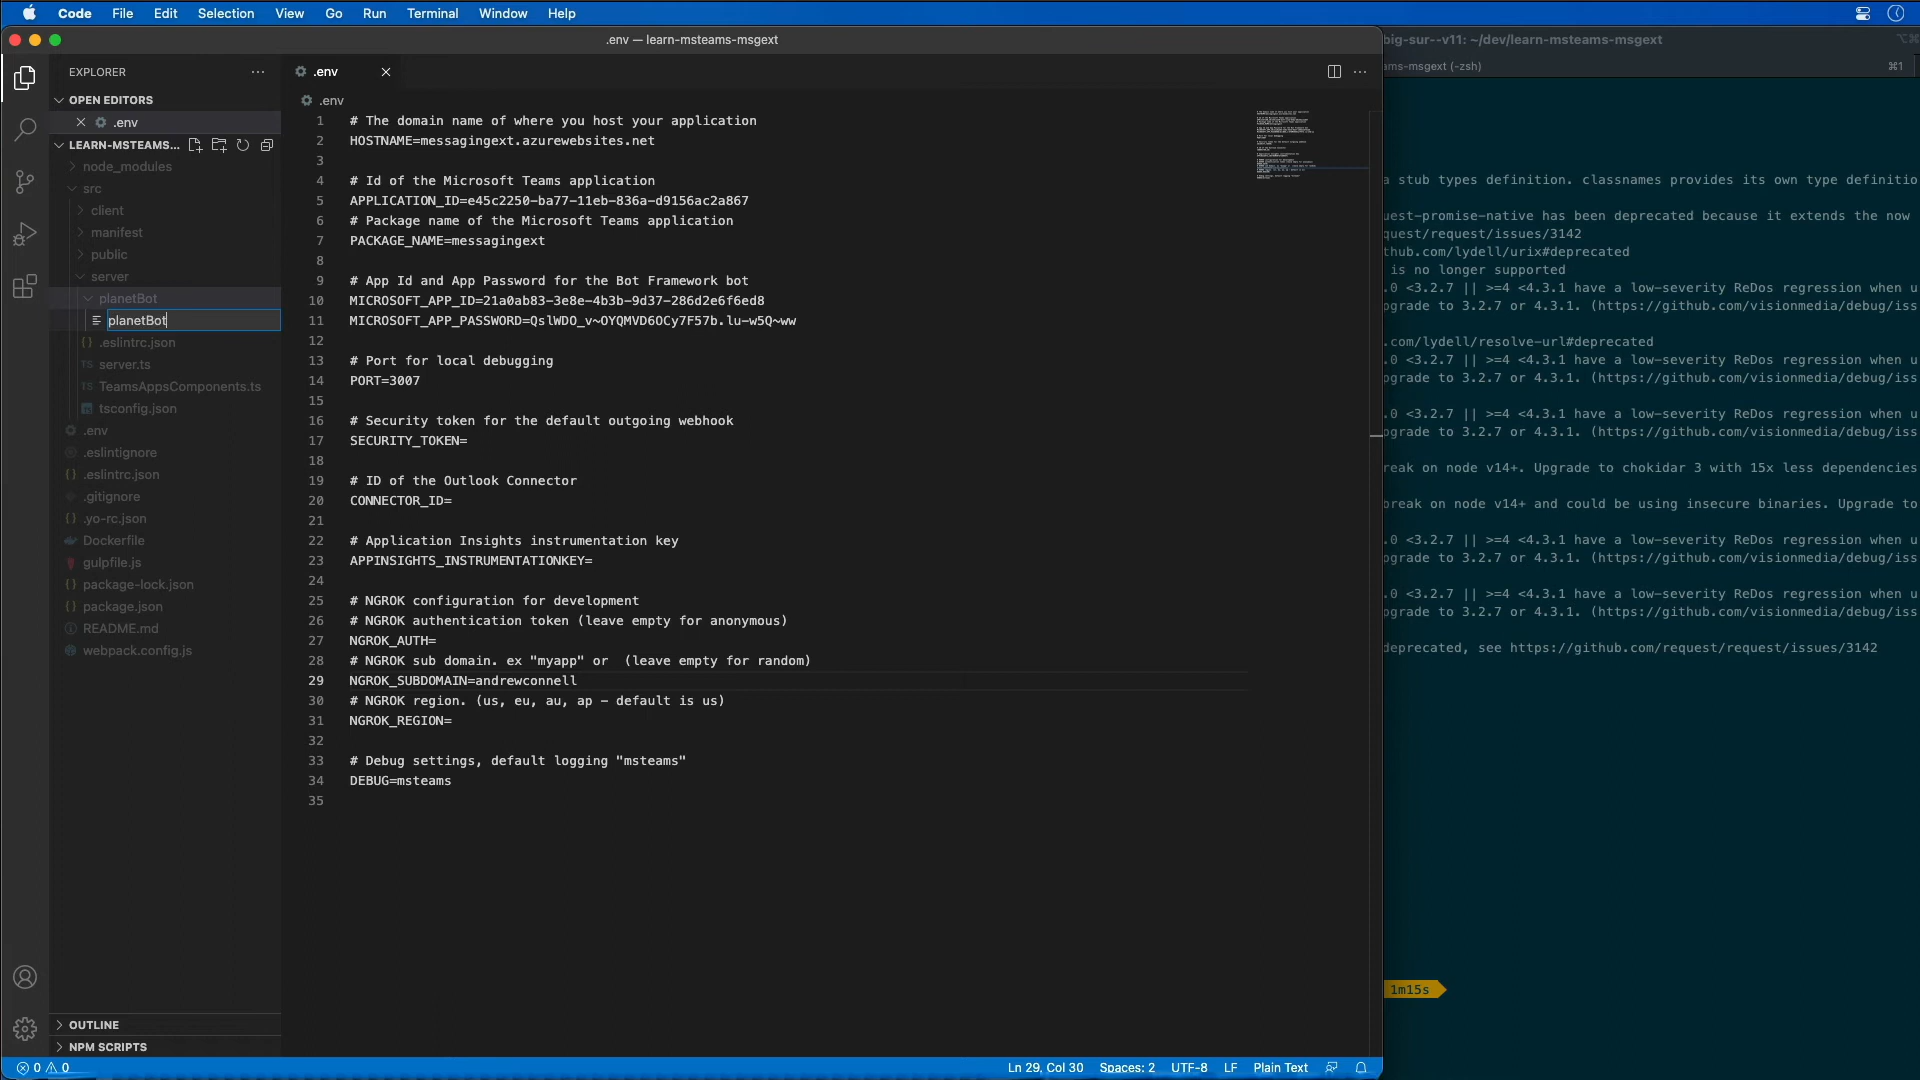 Code File Edit Selection View Go Run Terminal Window Help
.env — learn-msteams-msgext
big-sur--v11: ~/dev/learn-msteams-msgext
ms-msgext (-zsh)
⌘1
EXPLORER
OPEN EDITORS
.env
LEARN-MSTEAMS...
node_modules
src
client
manifest
public
server
planetBot
planetBot
.eslintrc.json
server.ts
TeamsAppsComponents.ts
tsconfig.json
.env
.eslintignore
.eslintrc.json
.gitignore
.yo-rc.json
Dockerfile
gulpfile.js
package-lock.json
package.json
README.md
webpack.config.js
OUTLINE
NPM SCRIPTS
.env
.env
1 # The domain name of where you host your application
2 HOSTNAME=messagingext.azurewebsites.net
3
4 # Id of the Microsoft Teams application
5 APPLICATION_ID=e45c2250-ba77-11eb-836a-d9156ac2a867
6 # Package name of the Microsoft Teams application
7 PACKAGE_NAME=messagingext
8
9 # App Id and App Password for the Bot Framework bot
10 MICROSOFT_APP_ID=21a0ab83-3e8e-4b3b-9d37-286d2e6f6ed8
11 MICROSOFT_APP_PASSWORD=QslWDO_v~OYQMVD6OCy7F57b.lu-w5Q~ww
12
13 # Port for local debugging
14 PORT=3007
15
16 # Security token for the default outgoing webhook
17 SECURITY_TOKEN=
18
19 # ID of the Outlook Connector
20 CONNECTOR_ID=
21
22 # Application Insights instrumentation key
23 APPINSIGHTS_INSTRUMENTATIONKEY=
24
25 # NGROK configuration for development
26 # NGROK authentication token (leave empty for anonymous)
27 NGROK_AUTH=
28 # NGROK sub domain. ex "myapp" or  (leave empty for random)
29 NGROK_SUBDOMAIN=andrewconnell
30 # NGROK region. (us, eu, au, ap - default is us)
31 NGROK_REGION=
32
33 # Debug settings, default logging "msteams"
34 DEBUG=msteams
35
a stub types definition. classnames provides its own type definitio
quest-promise-native has been deprecated because it extends the now
quest/request/issues/3142
thub.com/lydell/urix#deprecated
is no longer supported
.0 <3.2.7 || >=4 <4.3.1 have a low-severity ReDos regression when u
pgrade to 3.2.7 or 4.3.1. (https://github.com/visionmedia/debug/iss
.com/lydell/resolve-url#deprecated
.0 <3.2.7 || >=4 <4.3.1 have a low-severity ReDos regression when u
pgrade to 3.2.7 or 4.3.1. (https://github.com/visionmedia/debug/iss
.0 <3.2.7 || >=4 <4.3.1 have a low-severity ReDos regression when u
pgrade to 3.2.7 or 4.3.1. (https://github.com/visionmedia/debug/iss
reak on node v14+. Upgrade to chokidar 3 with 15x less dependencies
break on node v14+ and could be using insecure binaries. Upgrade to
.0 <3.2.7 || >=4 <4.3.1 have a low-severity ReDos regression when u
pgrade to 3.2.7 or 4.3.1. (https://github.com/visionmedia/debug/iss
.0 <3.2.7 || >=4 <4.3.1 have a low-severity ReDos regression when u
pgrade to 3.2.7 or 4.3.1. (https://github.com/visionmedia/debug/iss
deprecated, see https://github.com/request/request/issues/3142
1m15s
0 0
Ln 29, Col 30 Spaces: 2 UTF-8 LF Plain Text